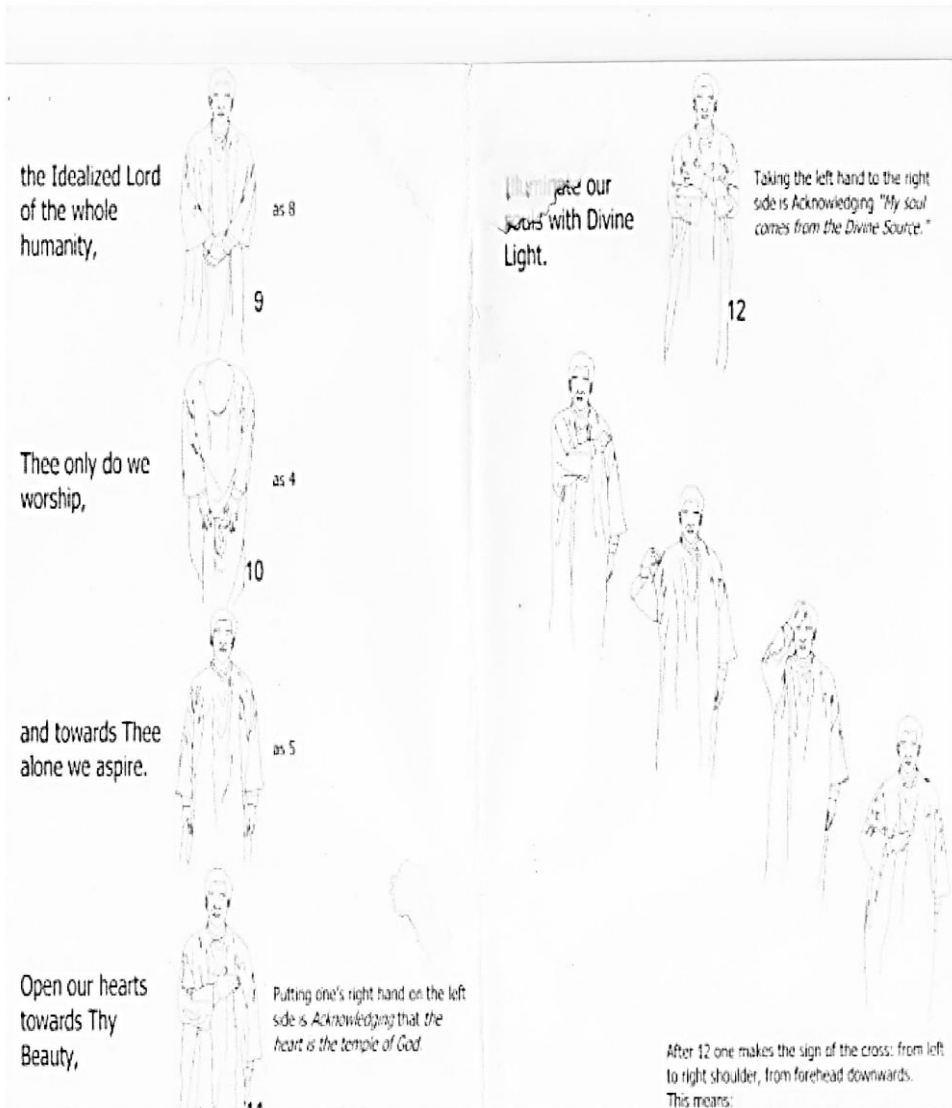 the Idealized Lord
of the whole
humanity,
as 8
9
Thee only do we
worship,
as 4
10
and towards Thee
alone we aspire.
as 5
Open our hearts
towards Thy
Beauty,
Putting one's right hand on the left
side is Acknowledging that the
heart is the temple of God.
11
Illuminate our
souls with Divine
Light.
Taking the left hand to the right
side is Acknowledging "My soul
comes from the Divine Source."
12
After 12 one makes the sign of the cross: from left
to right shoulder, from forehead downwards.
This means: